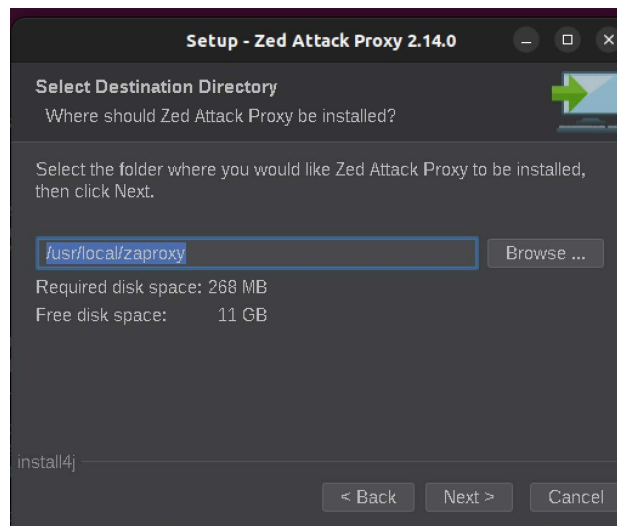 Setup - Zed Attack Proxy 2.14.0
Select Destination Directory
Where should Zed Attack Proxy be installed?
Select the folder where you would like Zed Attack Proxy to be installed,
then click Next.
/usr/local/zaproxy
Browse ...
Required disk space: 268 MB
Free disk space: 11 GB
install4j
< Back
Next >
Cancel